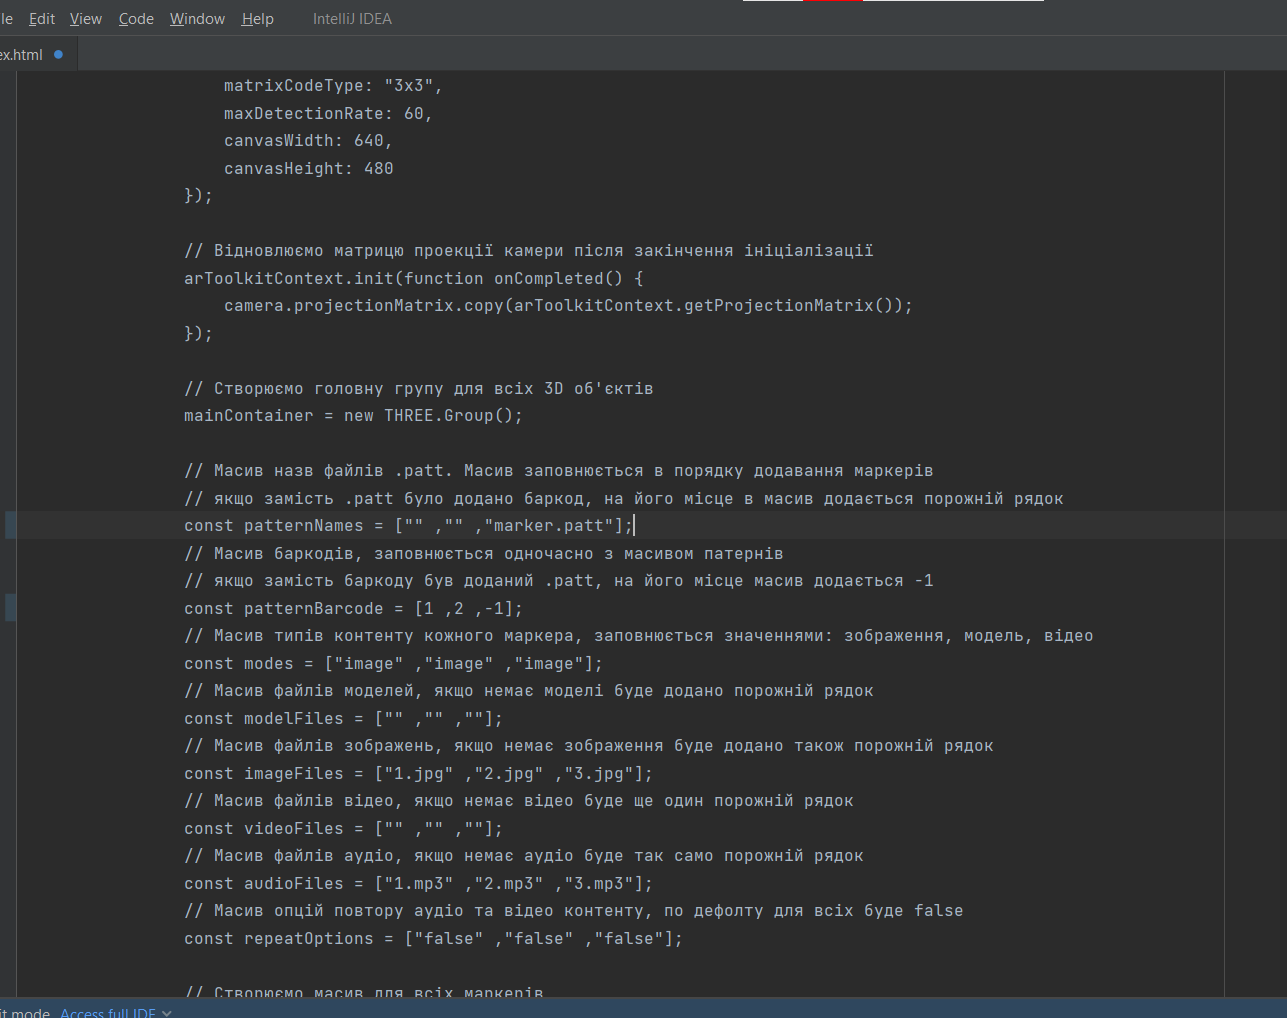 le Edit View Code Window Help IntelliJ IDEA
ex.html
matrixCodeType: "3x3",
maxDetectionRate: 60,
canvasWidth: 640,
canvasHeight: 480
});
// Відновлюємо матрицю проекції камери після закінчення ініціалізації
arToolkitContext.init(function onCompleted() {
camera.projectionMatrix.copy(arToolkitContext.getProjectionMatrix());
});
// Створюємо головну групу для всіх 3D об'єктів
mainContainer = new THREE.Group();
// Масив назв файлів .patt. Масив заповнюється в порядку додавання маркерів
// якщо замість .patt було додано баркод, на його місце в масив додається порожній рядок
const patternNames = ["" ,"" ,"marker.patt"];
// Масив баркодів, заповнюється одночасно з масивом патернів
// якщо замість баркоду був доданий .patt, на його місце масив додається -1
const patternBarcode = [1 ,2 ,-1];
// Масив типів контенту кожного маркера, заповнюється значеннями: зображення, модель, відео
const modes = ["image" ,"image" ,"image"];
// Масив файлів моделей, якщо немає моделі буде додано порожній рядок
const modelFiles = ["" ,"" ,""];
// Масив файлів зображень, якщо немає зображення буде додано також порожній рядок
const imageFiles = ["1.jpg" ,"2.jpg" ,"3.jpg"];
// Масив файлів відео, якщо немає відео буде ще один порожній рядок
const videoFiles = ["" ,"" ,""];
// Масив файлів аудіо, якщо немає аудіо буде так само порожній рядок
const audioFiles = ["1.mp3" ,"2.mp3" ,"3.mp3"];
// Масив опцій повтору аудіо та відео контенту, по дефолту для всіх буде false
const repeatOptions = ["false" ,"false" ,"false"];
// Створюємо масив для всіх маркерів
it mode Access full IDE